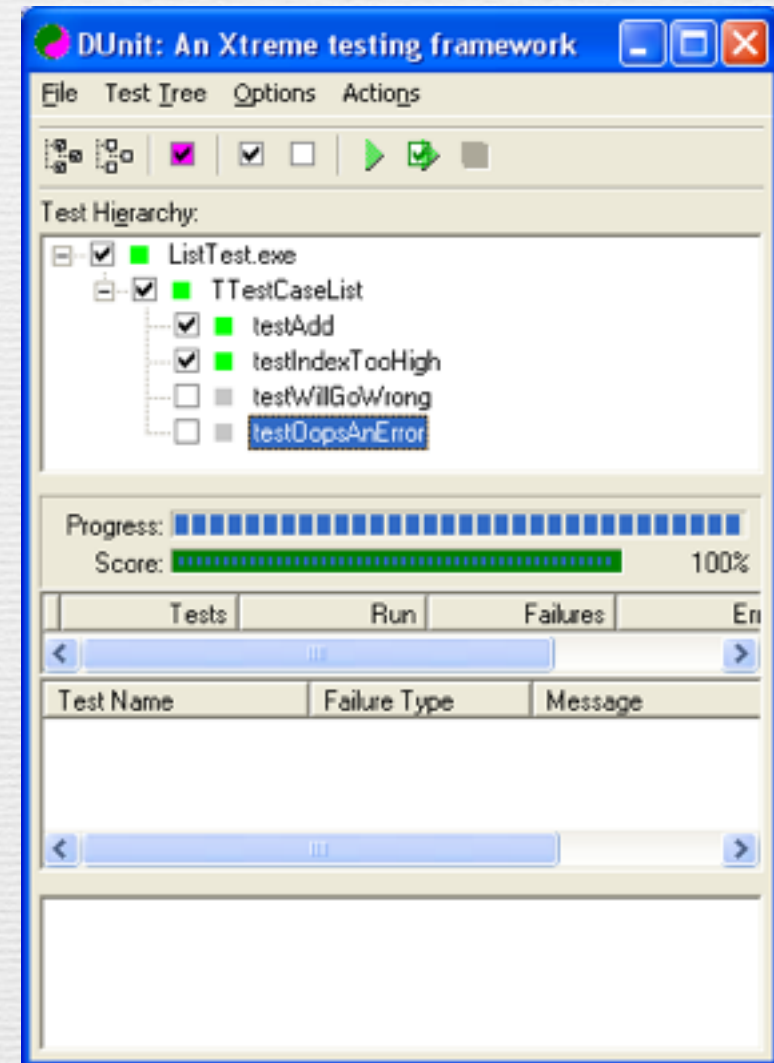 DUnit: An Xtreme testing framework
File Test Tree Options Actions
Test Hierarchy:
ListTest.exe
TTestCaseList
testAdd
testIndexTooHigh
testWillGoWrong
testOopsAnError
Progress:
Score: 100%
Tests Run Failures Err
Test Name Failure Type Message